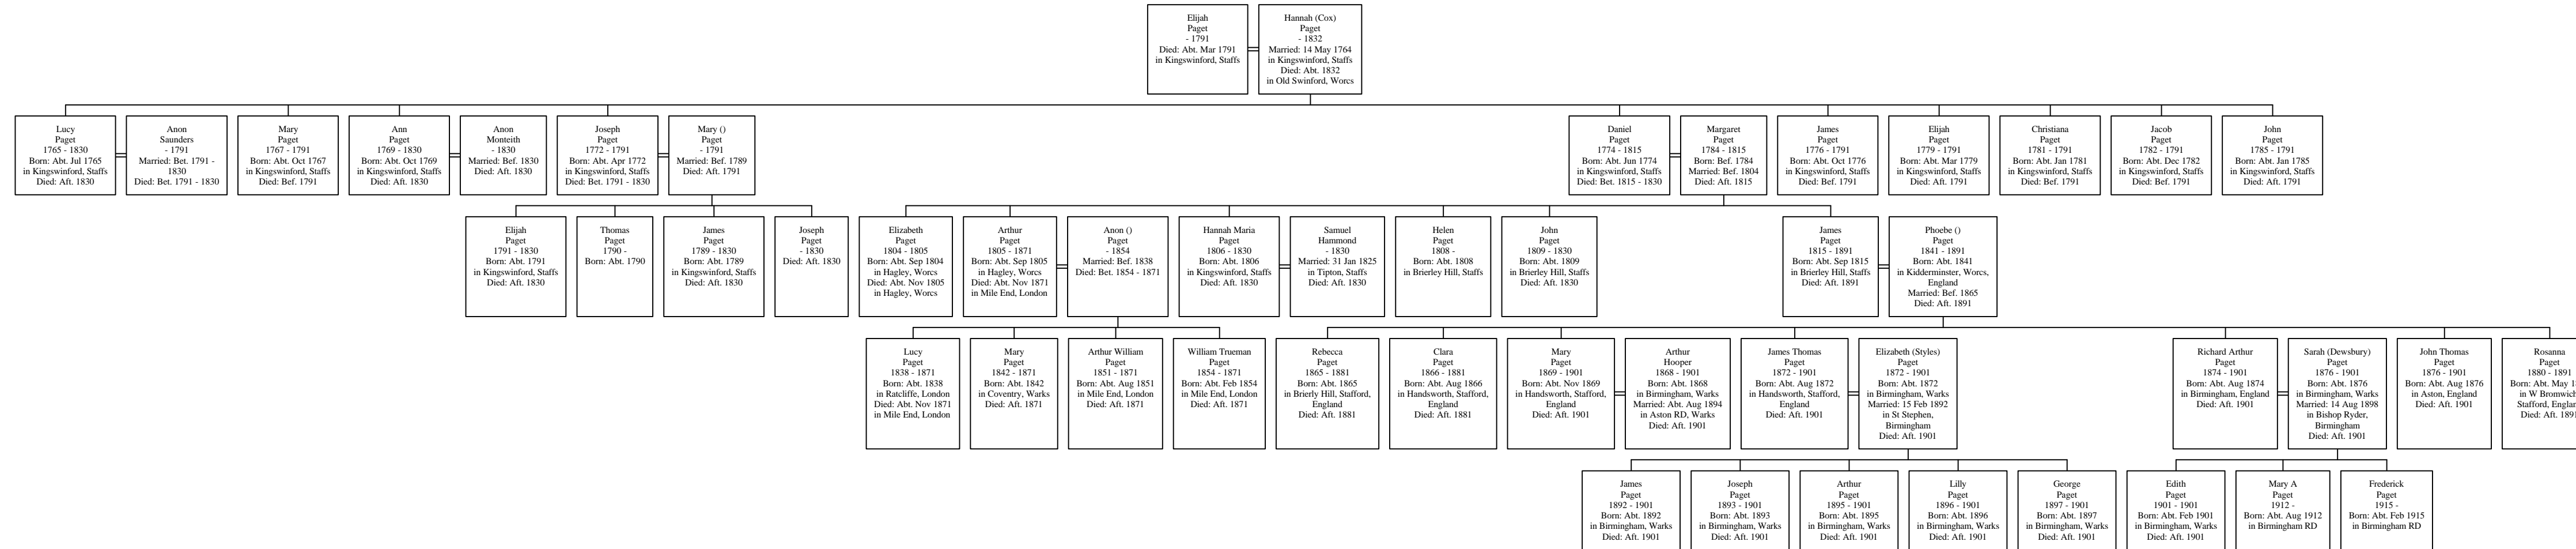 Elijah
Paget
- 1791
Died: Abt. Mar 1791
in Kingswinford, Staffs
Hannah (Cox)
Paget
- 1832
Married: 14 May 1764
in Kingswinford, Staffs
Died: Abt. 1832
in Old Swinford, Worcs
Lucy
Paget
1765 - 1830
Born: Abt. Jul 1765
in Kingswinford, Staffs
Died: Aft. 1830
Anon
Saunders
- 1791
Married: Bet. 1791 -
1830
Died: Bet. 1791 - 1830
Mary
Paget
1767 - 1791
Born: Abt. Oct 1767
in Kingswinford, Staffs
Died: Bef. 1791
Ann
Paget
1769 - 1830
Born: Abt. Oct 1769
in Kingswinford, Staffs
Died: Aft. 1830
Anon
Monteith
- 1830
Married: Bef. 1830
Died: Aft. 1830
Joseph
Paget
1772 - 1791
Born: Abt. Apr 1772
in Kingswinford, Staffs
Died: Bet. 1791 - 1830
Mary ()
Paget
- 1791
Married: Bef. 1789
Died: Aft. 1791
Daniel
Paget
1774 - 1815
Born: Abt. Jun 1774
in Kingswinford, Staffs
Died: Bet. 1815 - 1830
Margaret
Paget
1784 - 1815
Born: Bef. 1784
Married: Bef. 1804
Died: Aft. 1815
James
Paget
1776 - 1791
Born: Abt. Oct 1776
in Kingswinford, Staffs
Died: Bef. 1791
Elijah
Paget
1779 - 1791
Born: Abt. Mar 1779
in Kingswinford, Staffs
Died: Aft. 1791
Christiana
Paget
1781 - 1791
Born: Abt. Jan 1781
in Kingswinford, Staffs
Died: Bef. 1791
Jacob
Paget
1782 - 1791
Born: Abt. Dec 1782
in Kingswinford, Staffs
Died: Bef. 1791
John
Paget
1785 - 1791
Born: Abt. Jan 1785
in Kingswinford, Staffs
Died: Aft. 1791
Elijah
Paget
1791 - 1830
Born: Abt. 1791
in Kingswinford, Staffs
Died: Aft. 1830
Thomas
Paget
1790 -
Born: Abt. 1790
James
Paget
1789 - 1830
Born: Abt. 1789
in Kingswinford, Staffs
Died: Aft. 1830
Joseph
Paget
- 1830
Died: Aft. 1830
Elizabeth
Paget
1804 - 1805
Born: Abt. Sep 1804
in Hagley, Worcs
Died: Abt. Nov 1805
in Hagley, Worcs
Arthur
Paget
1805 - 1871
Born: Abt. Sep 1805
in Hagley, Worcs
Died: Abt. Nov 1871
in Mile End, London
Anon ()
Paget
- 1854
Married: Bef. 1838
Died: Bet. 1854 - 1871
Hannah Maria
Paget
1806 - 1830
Born: Abt. 1806
in Kingswinford, Staffs
Died: Aft. 1830
Samuel
Hammond
- 1830
Married: 31 Jan 1825
in Tipton, Staffs
Died: Aft. 1830
Helen
Paget
1808 -
Born: Abt. 1808
in Brierley Hill, Staffs
John
Paget
1809 - 1830
Born: Abt. 1809
in Brierley Hill, Staffs
Died: Aft. 1830
James
Paget
1815 - 1891
Born: Abt. Sep 1815
in Brierley Hill, Staffs
Died: Aft. 1891
Phoebe ()
Paget
1841 - 1891
Born: Abt. 1841
in Kidderminster, Worcs,
England
Married: Bef. 1865
Died: Aft. 1891
Lucy
Paget
1838 - 1871
Born: Abt. 1838
in Ratcliffe, London
Died: Abt. Nov 1871
in Mile End, London
Mary
Paget
1842 - 1871
Born: Abt. 1842
in Coventry, Warks
Died: Aft. 1871
Arthur William
Paget
1851 - 1871
Born: Abt. Aug 1851
in Mile End, London
Died: Aft. 1871
William Trueman
Paget
1854 - 1871
Born: Abt. Feb 1854
in Mile End, London
Died: Aft. 1871
Rebecca
Paget
1865 - 1881
Born: Abt. 1865
in Brierly Hill, Stafford,
England
Died: Aft. 1881
Clara
Paget
1866 - 1881
Born: Abt. Aug 1866
in Handsworth, Stafford,
England
Died: Aft. 1881
Mary
Paget
1869 - 1901
Born: Abt. Nov 1869
in Handsworth, Stafford,
England
Died: Aft. 1901
Arthur
Hooper
1868 - 1901
Born: Abt. 1868
in Birmingham, Warks
Married: Abt. Aug 1894
in Aston RD, Warks
Died: Aft. 1901
James Thomas
Paget
1872 - 1901
Born: Abt. Aug 1872
in Handsworth, Stafford,
England
Died: Aft. 1901
Elizabeth (Styles)
Paget
1872 - 1901
Born: Abt. 1872
in Birmingham, Warks
Married: 15 Feb 1892
in St Stephen,
Birmingham
Died: Aft. 1901
Richard Arthur
Paget
1874 - 1901
Born: Abt. Aug 1874
in Birmingham, England
Died: Aft. 1901
Sarah (Dewsbury)
Paget
1876 - 1901
Born: Abt. 1876
in Birmingham, Warks
Married: 14 Aug 1898
in Bishop Ryder,
Birmingham
Died: Aft. 1901
John Thomas
Paget
1876 - 1901
Born: Abt. Aug 1876
in Aston, England
Died: Aft. 1901
Rosanna
Paget
1880 - 1891
Born: Abt. May
in W Bromwich
Stafford,
Died: Aft.
James
Paget
1892 - 1901
Born: Abt. 1892
in Birmingham, Warks
Died: Aft. 1901
Joseph
Paget
1893 - 1901
Born: Abt. 1893
in Birmingham, Warks
Died: Aft. 1901
Arthur
Paget
1895 - 1901
Born: Abt. 1895
in Birmingham, Warks
Died: Aft. 1901
Lilly
Paget
1896 - 1901
Born: Abt. 1896
in Birmingham, Warks
Died: Aft. 1901
George
Paget
1897 - 1901
Born: Abt. 1897
in Birmingham, Warks
Died: Aft. 1901
Edith
Paget
1901 - 1901
Born: Abt. Feb 1901
in Birmingham, Warks
Died: Aft. 1901
Mary A
Paget
1912 -
Born: Abt. Aug 1912
in Birmingham RD
Frederick
Paget
1915 -
Born: Abt. Feb 1915
in Birmingham RD